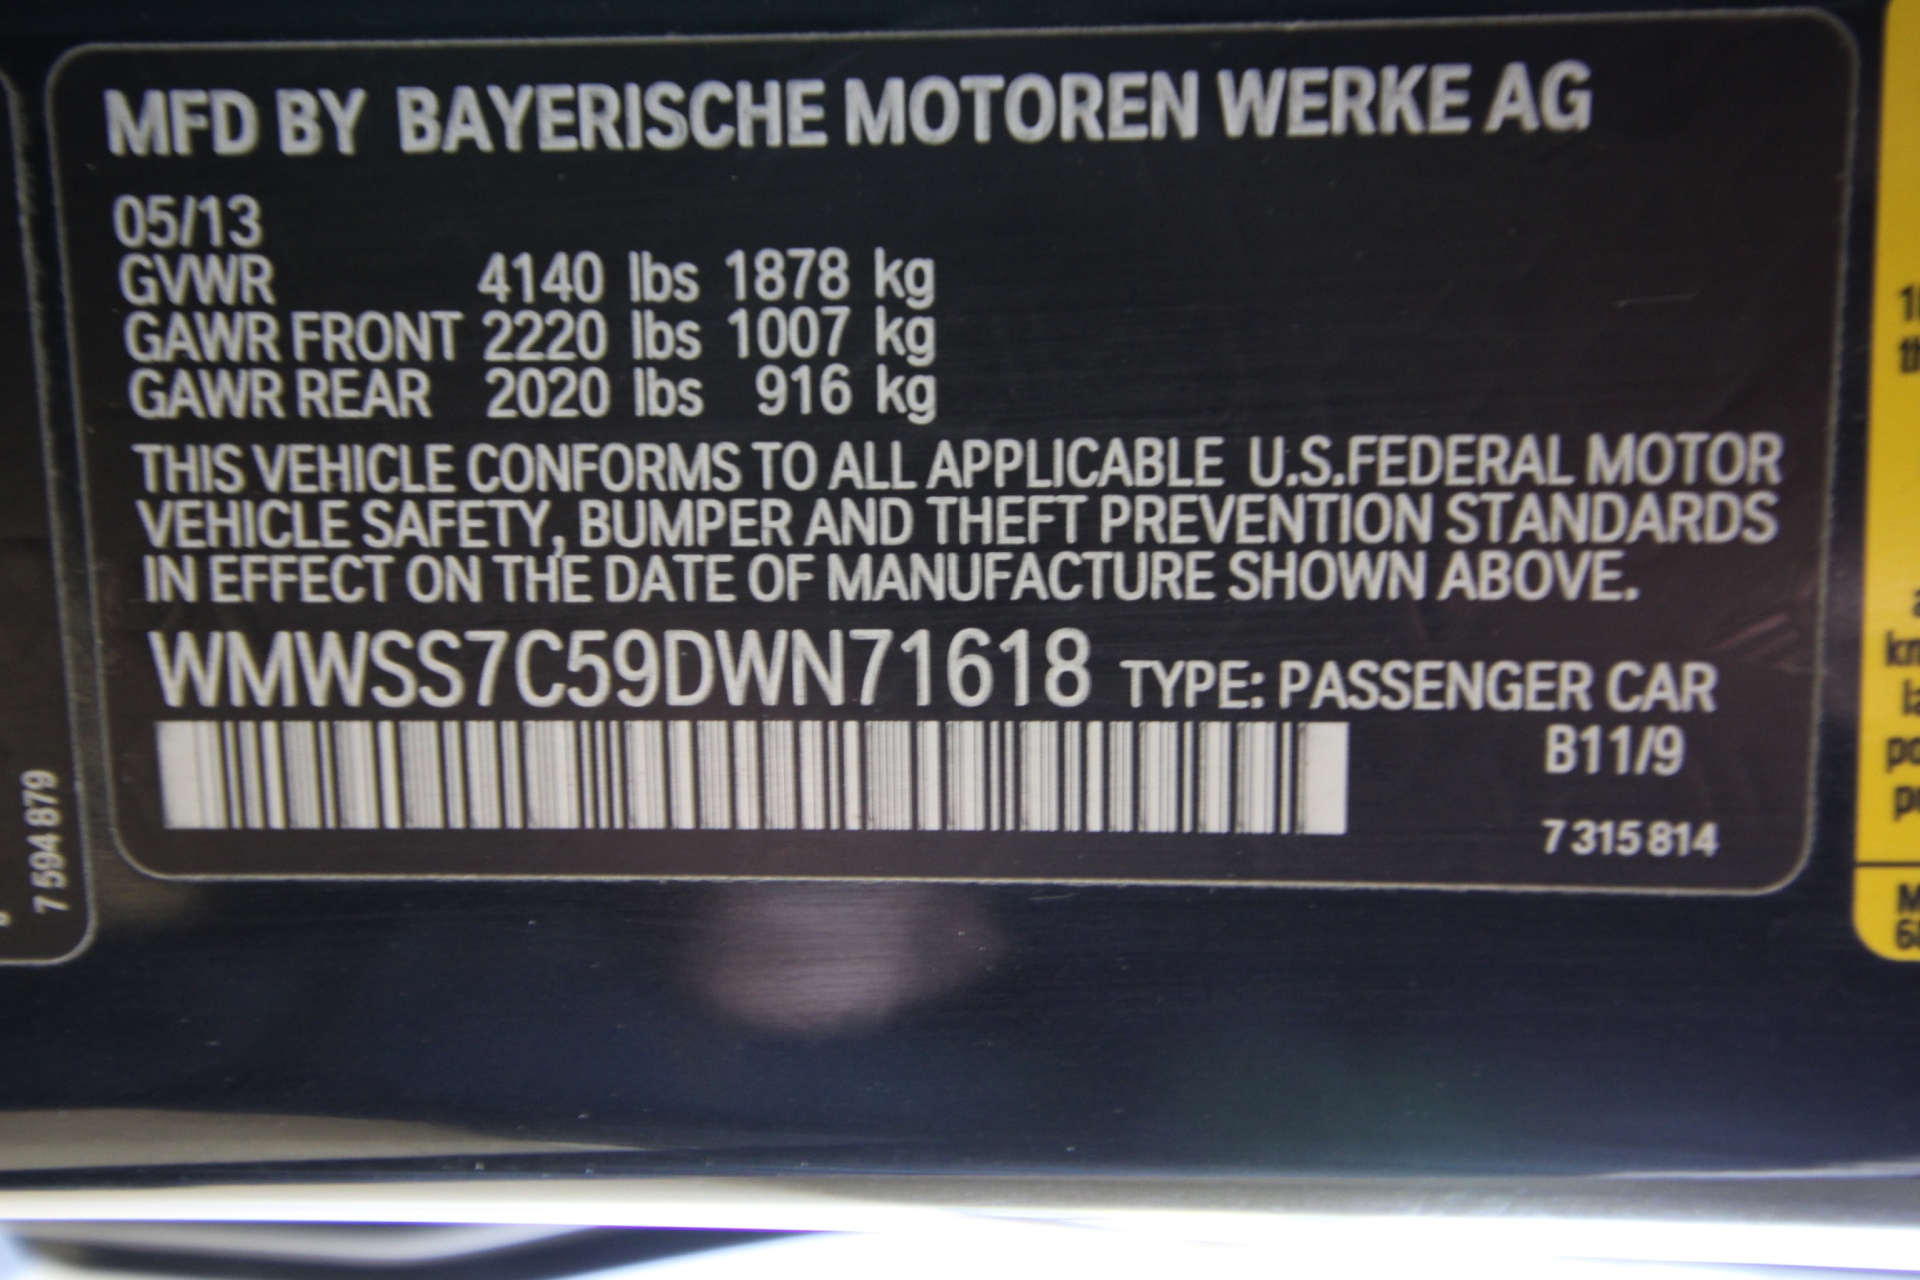 MFD BY BAYERISCHE MOTOREN WERKE AG
05/13
GVWR 4140 lbs 1878 kg
GAWR FRONT 2220 lbs 1007 kg
GAWR REAR 2020 lbs 916 kg
THIS VEHICLE CONFORMS TO ALL APPLICABLE U.S.FEDERAL MOTOR
VEHICLE SAFETY, BUMPER AND THEFT PREVENTION STANDARDS
IN EFFECT ON THE DATE OF MANUFACTURE SHOWN ABOVE.
WMWSS7C59DWN71618 TYPE: PASSENGER CAR
B11/9
7 315 814
7 594 879